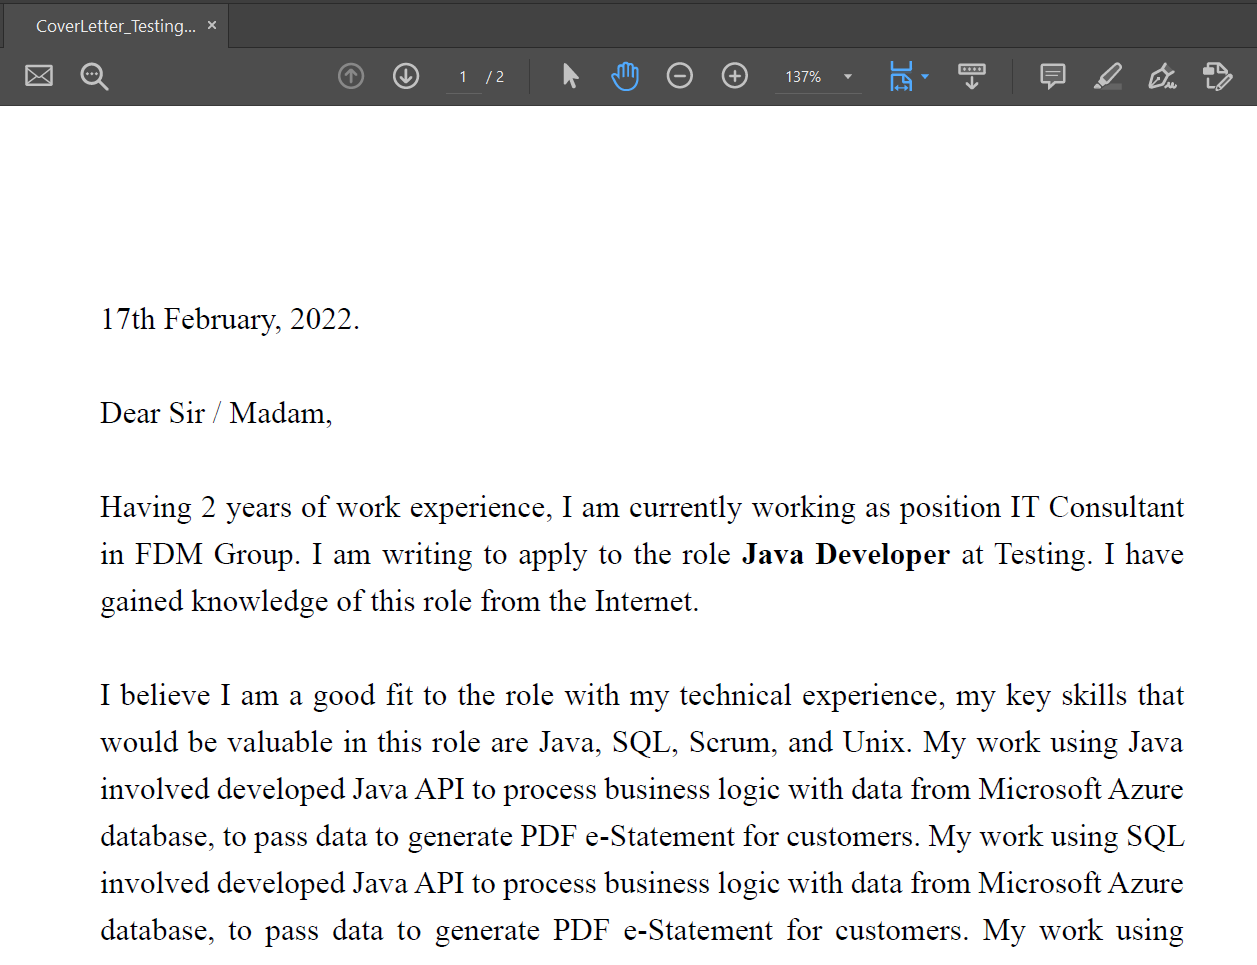 CoverLetter_Testing... ×
1 / 2 137%
17th February, 2022.
Dear Sir / Madam,
Having 2 years of work experience, I am currently working as position IT Consultant
in FDM Group. I am writing to apply to the role Java Developer at Testing. I have
gained knowledge of this role from the Internet.
I believe I am a good fit to the role with my technical experience, my key skills that
would be valuable in this role are Java, SQL, Scrum, and Unix. My work using Java
involved developed Java API to process business logic with data from Microsoft Azure
database, to pass data to generate PDF e-Statement for customers. My work using SQL
involved developed Java API to process business logic with data from Microsoft Azure
database, to pass data to generate PDF e-Statement for customers. My work using